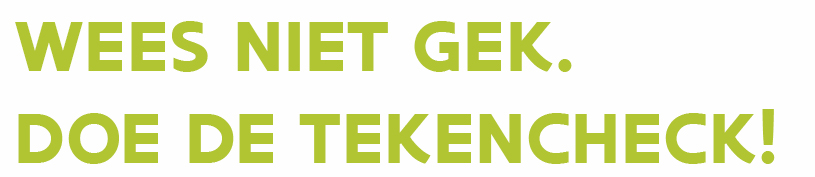 WEES NIET GEK.
DOE DE TEKENCHECK!